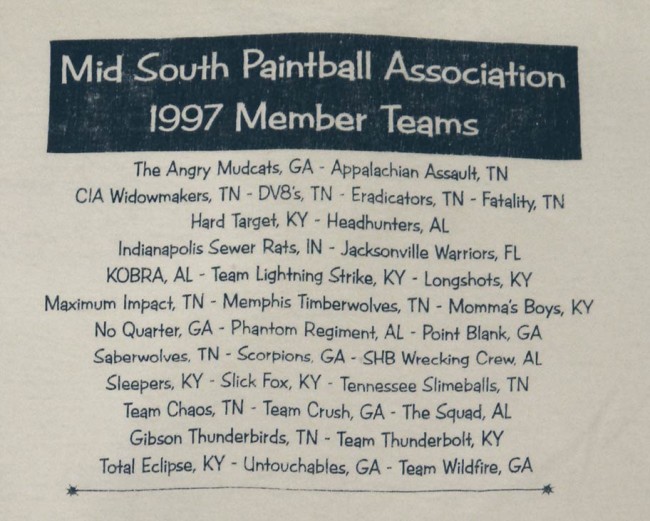 Mid South Paintball Association
1997 Member Teams
The Angry Mudcats, GA - Appalachian Assault, TN
CIA Widowmakers, TN - DV8's, TN - Eradicators, TN - Fatality, TN
Hard Target, KY - Headhunters, AL
Indianapolis Sewer Rats, IN - Jacksonville Warriors, FL
KOBRA, AL - Team Lightning Strike, KY - Longshots, KY
Maximum Impact, TN - Memphis Timberwolves, TN - Momma's Boys, KY
No Quarter, GA - Phantom Regiment, AL - Point Blank, GA
Saberwolves, TN - Scorpions, GA - SHB Wrecking Crew, AL
Sleepers, KY - Slick Fox, KY - Tennessee Slimeballs, TN
Team Chaos, TN - Team Crush, GA - The Squad, AL
Gibson Thunderbirds, TN - Team Thunderbolt, KY
Total Eclipse, KY - Untouchables, GA - Team Wildfire, GA